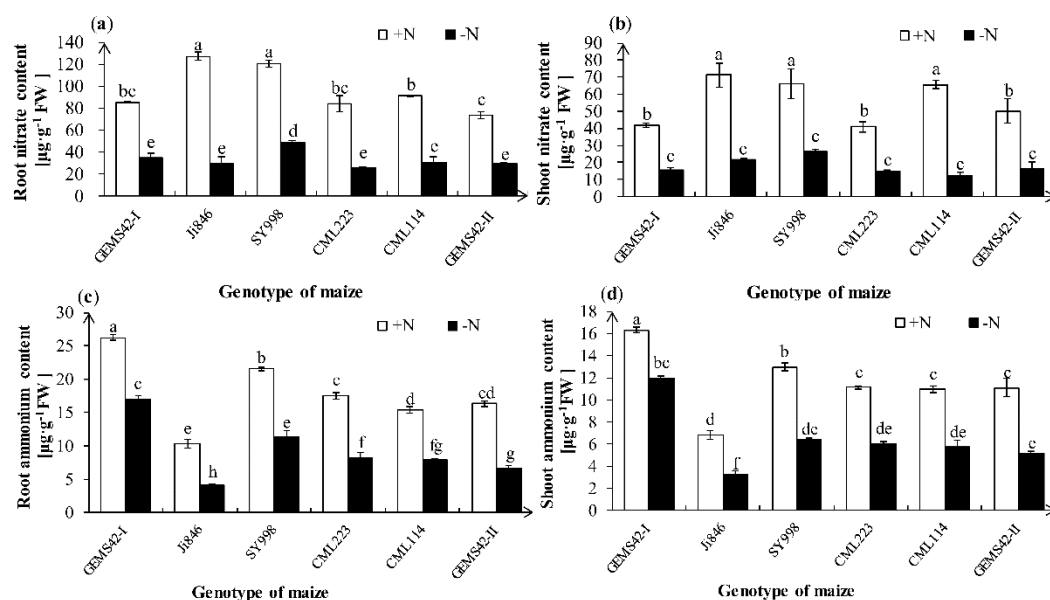 (a)
Root nitrate content
[µg·g-1 FW ]
140
120
100
80
60
40
20
0
+N -N
bc e a e a d bc e b e c e
GEMS42-I Ji846 SY998 CML223 CML114 GEMS42-II
Genotype of maize
(b)
Shoot nitrate content
[µg·g-1 FW]
90
80
70
60
50
40
30
20
10
0
+N -N
b c a c a c b c a c b c
GEMS42-I Ji846 SY998 CML223 CML114 GEMS42-II
Genotype of maize
(c)
Root ammonium content
[µg·g-1 FW]
30
25
20
15
10
5
0
+N -N
a c e h b e c f d fg cd g
GEMS42-I Ji846 SY998 CML223 CML114 GEMS42-II
Genotype of maize
(d)
Shoot ammonium content
[µg·g-1FW]
18
16
14
12
10
8
6
4
2
0
+N -N
a bc d f b de c de c de c e
GEMS42-I Ji846 SY998 CML223 CML114 GEMS42-II
Genotype of maize